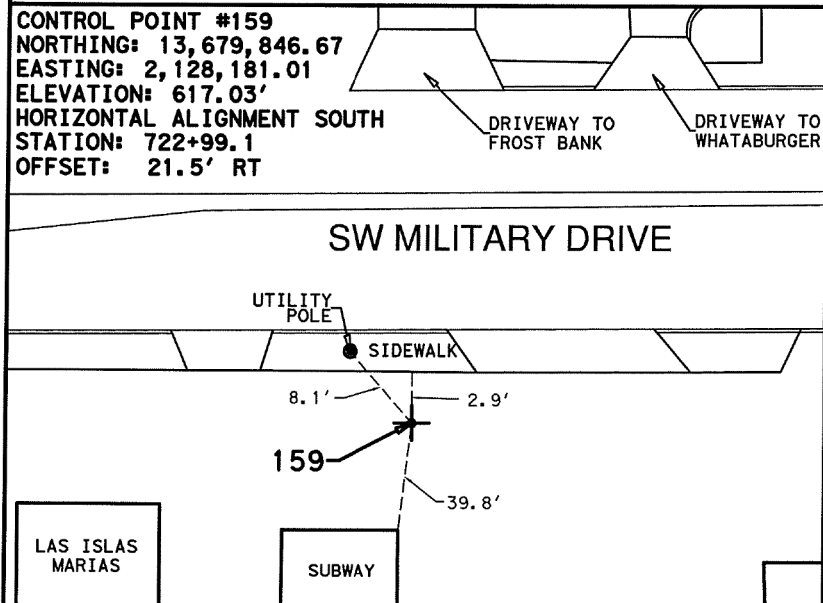 CONTROL POINT #159
NORTHING: 13,679,846.67
EASTING: 2,128,181.01
ELEVATION: 617.03'
HORIZONTAL ALIGNMENT SOUTH
STATION: 722+99.1
OFFSET: 21.5' RT
DRIVEWAY TO
FROST BANK
DRIVEWAY TO
WHATABURGER
SW MILITARY DRIVE
UTILITY
POLE
SIDEWALK
8.1'
2.9'
159
39.8'
LAS ISLAS
MARIAS
SUBWAY